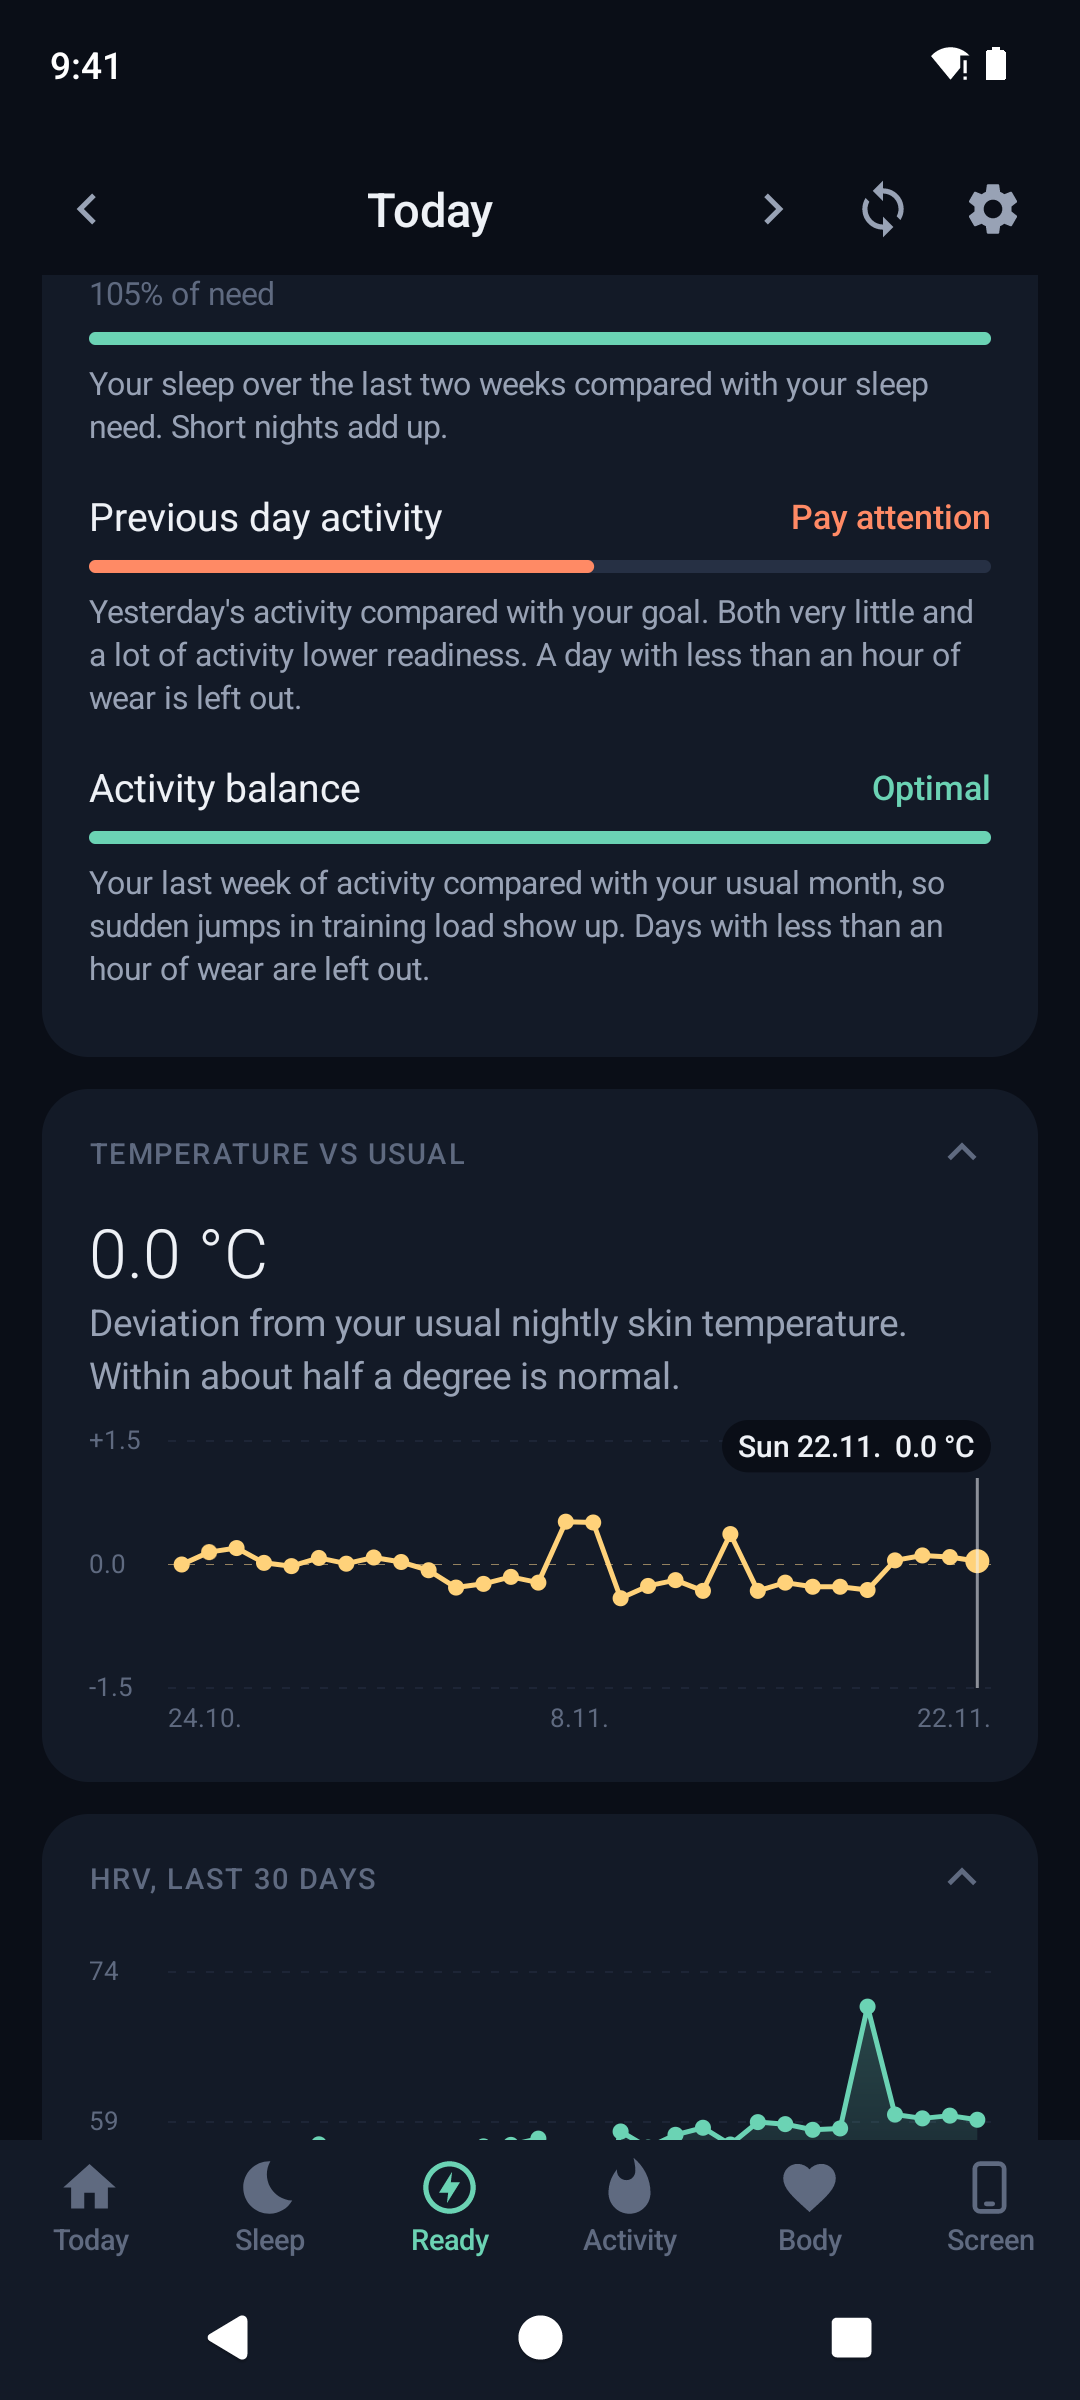 9:41
Today
105% of need
Your sleep over the last two weeks compared with your sleep
need. Short nights add up.
Previous day activity
Pay attention
Yesterday's activity compared with your goal. Both very little and
a lot of activity lower readiness. A day with less than an hour of
wear is left out.
Activity balance
Optimal
Your last week of activity compared with your usual month, so
sudden jumps in training load show up. Days with less than an
hour of wear are left out.
TEMPERATURE VS USUAL
0.0 °C
Deviation from your usual nightly skin temperature.
Within about half a degree is normal.
+1.5
Sun 22.11. 0.0 °C
0.0
-1.5
24.10.
8.11.
22.11.
HRV, LAST 30 DAYS
74
59
Today
Sleep
Ready
Activity
Body
Screen